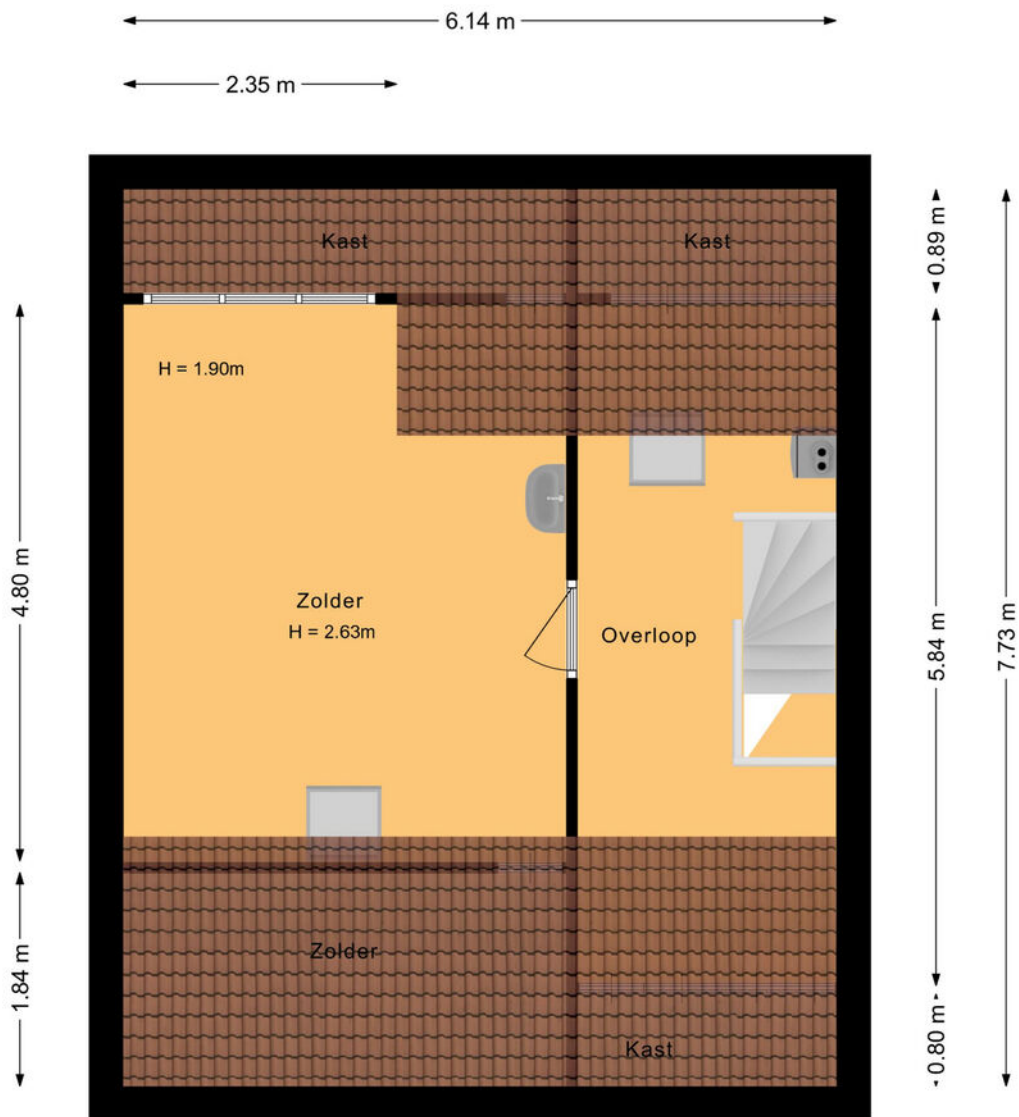 6.14 m
2.35 m
Kast
Kast
0.89 m
H = 1.90m
4.80 m
Zolder
H = 2.63m
Overloop
5.84 m
7.73 m
Zolder
1.84 m
Kast
0.80 m